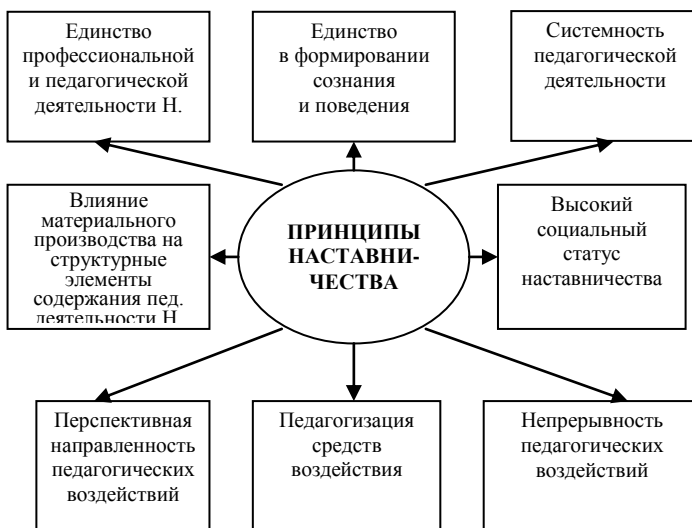 Единство
профессиональной
и педагогической
деятельности Н.
Единство
в формировании
сознания
и поведения
Системность
педагогической
деятельности
Влияние
материального
производства на
структурные
элементы
содержания пед.
деятельности Н
ПРИНЦИПЫ
НАСТАВНИ-
ЧЕСТВА
Высокий
социальный
статус
наставничества
Перспективная
направленность
педагогических
воздействий
Педагогизация
средств
воздействия
Непрерывность
педагогических
воздействий